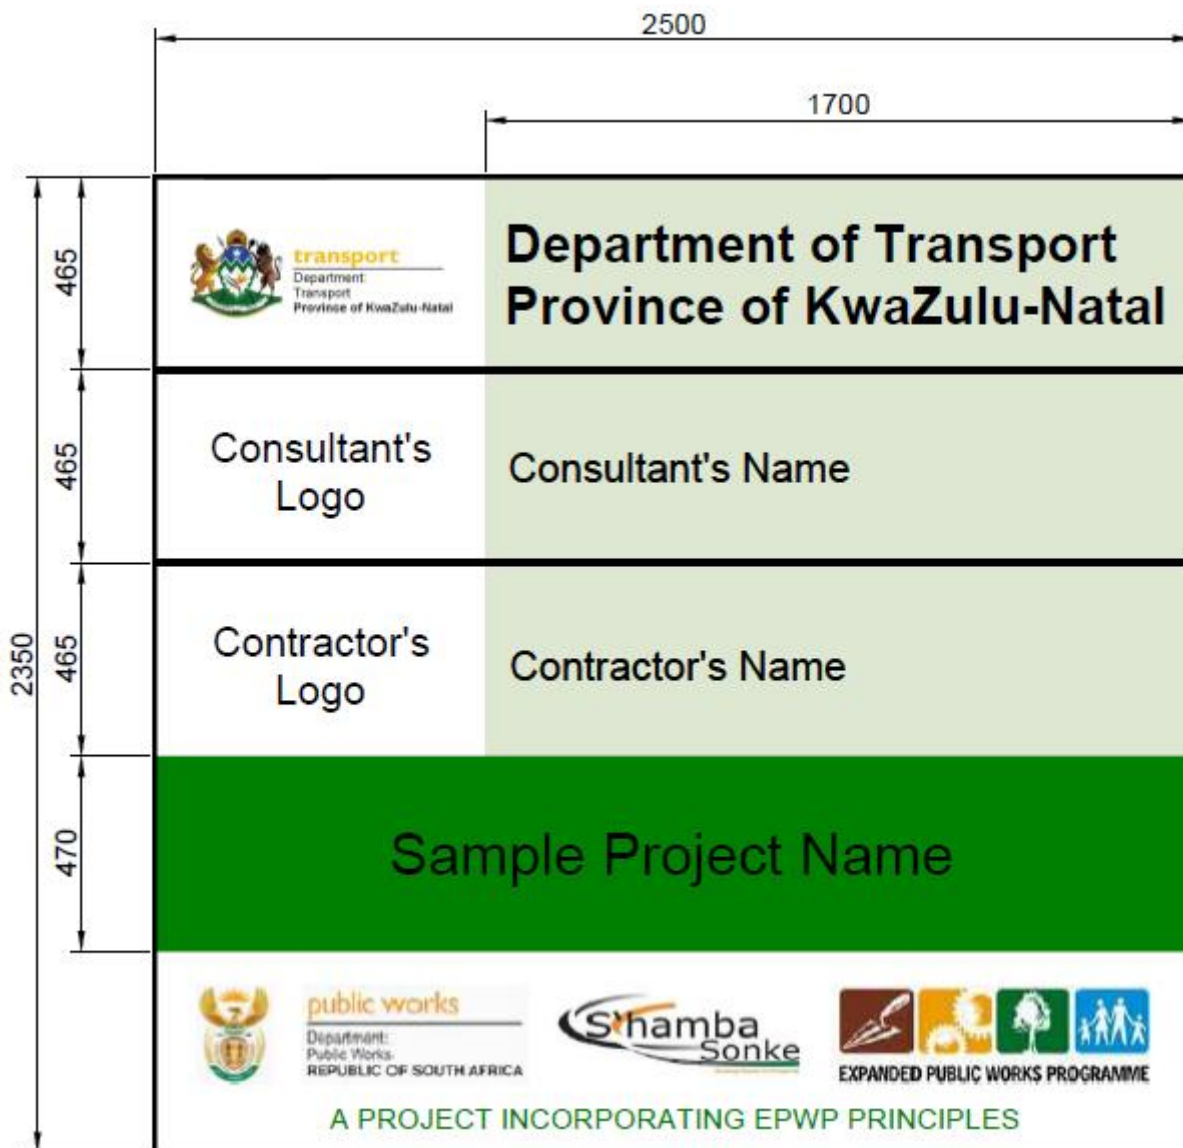 2500
1700
465
transport
Department:
Transport
Province of KwaZulu-Natal
Department of Transport
Province of KwaZulu-Natal
465
Consultant's
Logo
Consultant's Name
2350
465
Contractor's
Logo
Contractor's Name
470
Sample Project Name
public works
Department:
Public Works
REPUBLIC OF SOUTH AFRICA
S'hamba
Sonke
EXPANDED PUBLIC WORKS PROGRAMME
A PROJECT INCORPORATING EPWP PRINCIPLES